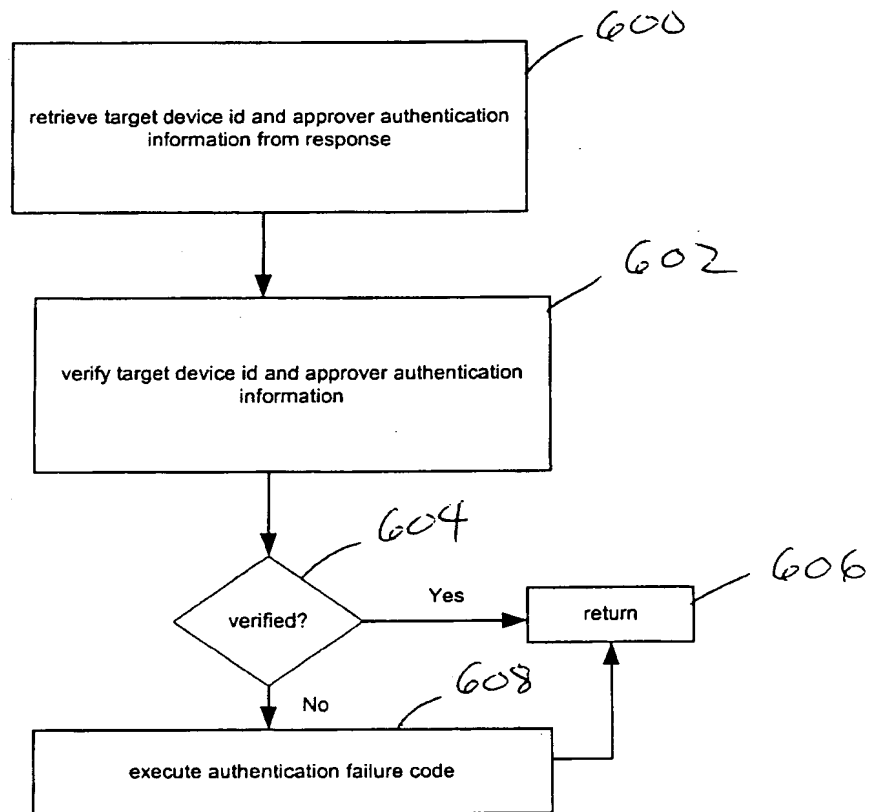 600
retrieve target device id and approver authentication
information from response
602
verify target device id and approver authentication
information
604
verified?
Yes
606
return
No
608
execute authentication failure code